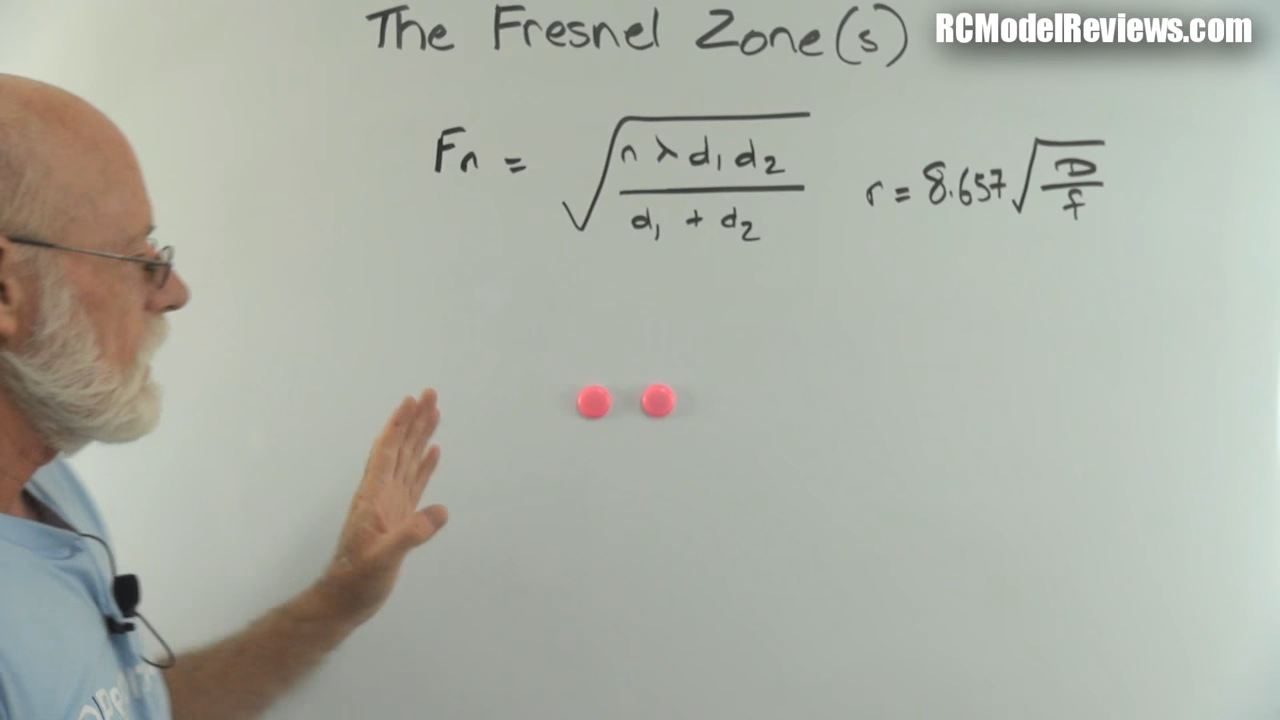 The Fresnel Zone(s)
RCModelReviews.com
Fn = √(n λ d₁ d₂ / d₁ + d₂)
r = 8.657 √(D / f)